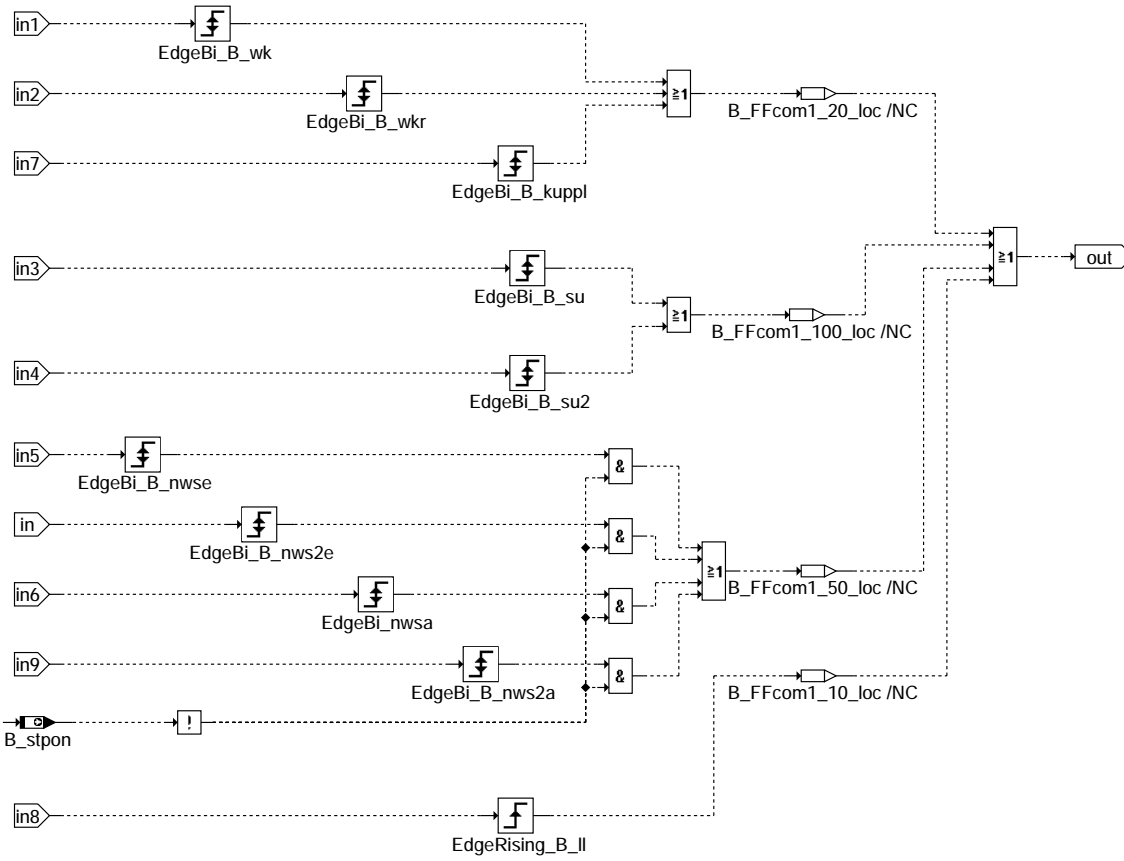 in1
EdgeBi_B_wk
in2
EdgeBi_B_wkr
≥1
B_FFcom1_20_loc /NC
in7
EdgeBi_B_kuppl
in3
EdgeBi_B_su
≥1
out
≥1
B_FFcom1_100_loc /NC
in4
EdgeBi_B_su2
in5
EdgeBi_B_nwse
&
in
EdgeBi_B_nws2e
&
≥1
B_FFcom1_50_loc /NC
in6
EdgeBi_nwsa
&
in9
EdgeBi_B_nws2a
&
B_FFcom1_10_loc /NC
B_stpon
!
in8
EdgeRising_B_ll